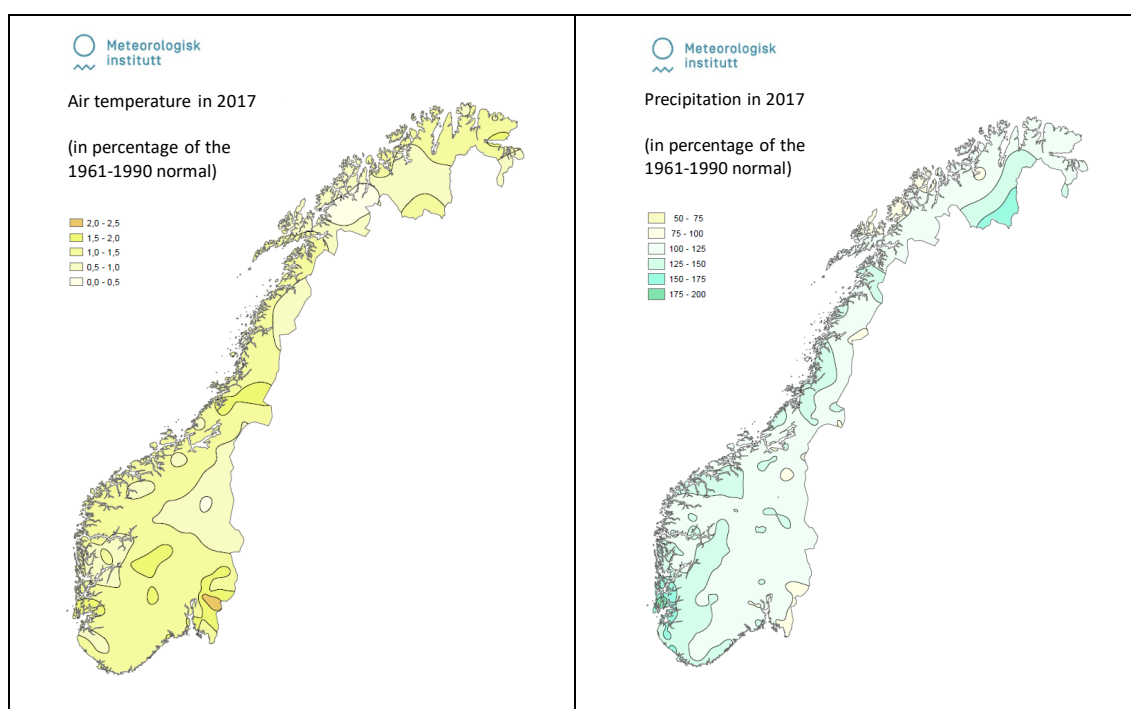 Meteorologisk
institutt
Air temperature in 2017
(in percentage of the
1961-1990 normal)
2,0 - 2,5
1,5 - 2,0
1,0 - 1,5
0,5 - 1,0
0,0 - 0,5
Meteorologisk
institutt
Precipitation in 2017
(in percentage of the
1961-1990 normal)
50 - 75
75 - 100
100 - 125
125 - 150
150 - 175
175 - 200